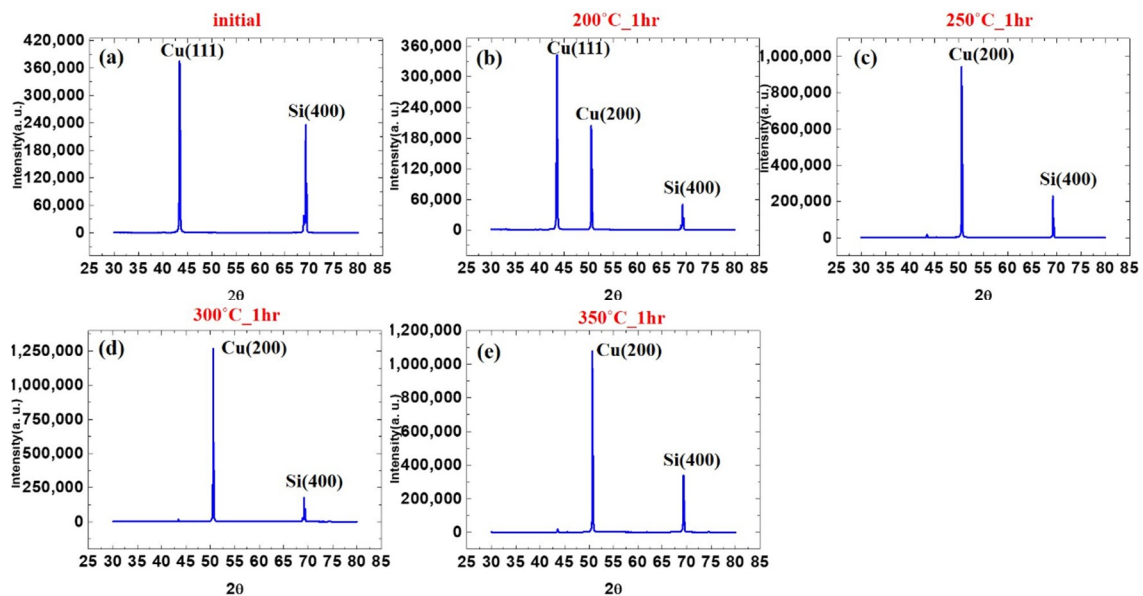 initial
(a)
Cu(111)
Si(400)
Intensity(a. u.)
420,000
360,000
300,000
240,000
180,000
120,000
60,000
0
25 30 35 40 45 50 55 60 65 70 75 80 85
2θ
200°C_1hr
(b)
Cu(111)
Cu(200)
Si(400)
Intensity(a. u.)
360,000
300,000
240,000
180,000
120,000
60,000
0
25 30 35 40 45 50 55 60 65 70 75 80 85
2θ
250°C_1hr
(c)
Cu(200)
Si(400)
Intensity(a. u.)
1,000,000
800,000
600,000
400,000
200,000
0
25 30 35 40 45 50 55 60 65 70 75 80 85
2θ
300°C_1hr
(d)
Cu(200)
Si(400)
Intensity(a. u.)
1,250,000
1,000,000
750,000
500,000
250,000
0
25 30 35 40 45 50 55 60 65 70 75 80 85
2θ
350°C_1hr
(e)
Cu(200)
Si(400)
Intensity(a. u.)
1,200,000
1,000,000
800,000
600,000
400,000
200,000
0
25 30 35 40 45 50 55 60 65 70 75 80 85
2θ